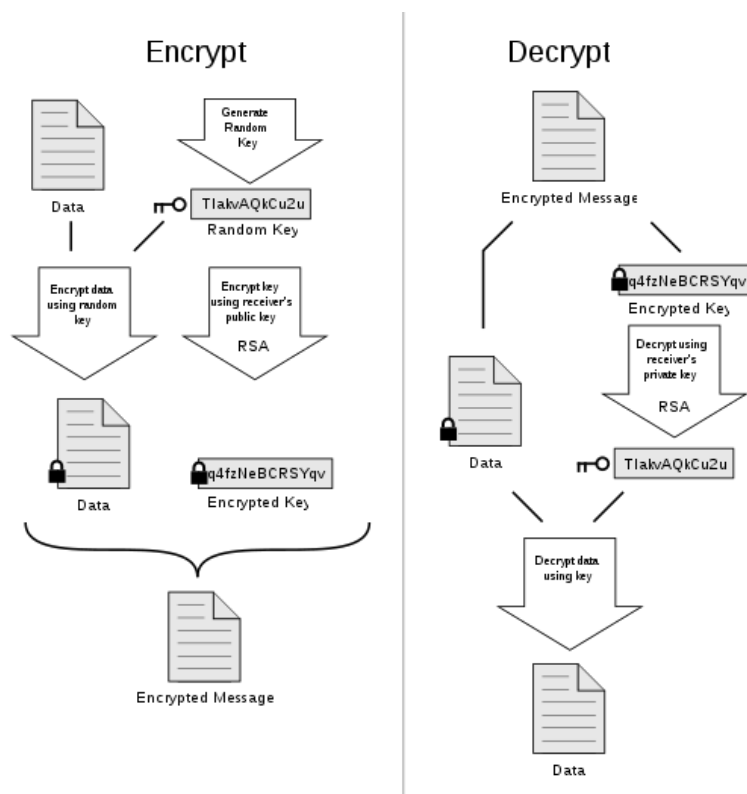 Encrypt
Generate
Random
Key
Data
TIakvAQkCu2u
Random Key
Encrypt data
using random
key
Encrypt key
using receiver's
public key
RSA
Data
q4fzNeBCRSYqv
Encrypted Key
Encrypted Message
Decrypt
Encrypted Message
q4fzNeBCRSYqv
Encrypted Key
Decrypt using
receiver's
private key
RSA
Data
TIakvAQkCu2u
Decrypt data
using key
Data